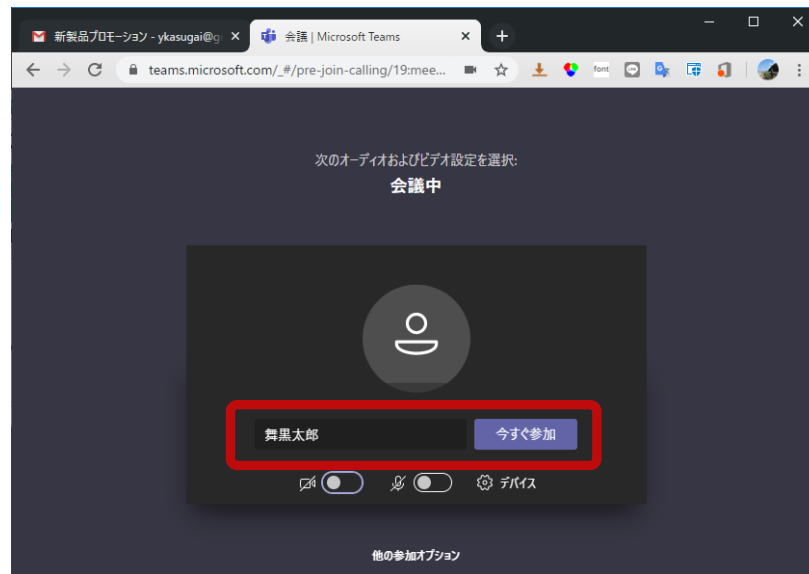 新製品プロモーション - ykasugai@g
会議 | Microsoft Teams
teams.microsoft.com/_#/pre-join-calling/19:mee...
font
次のオーディオおよびビデオ設定を選択:
会議中
舞黒太郎
今すぐ参加
デバイス
他の参加オプション